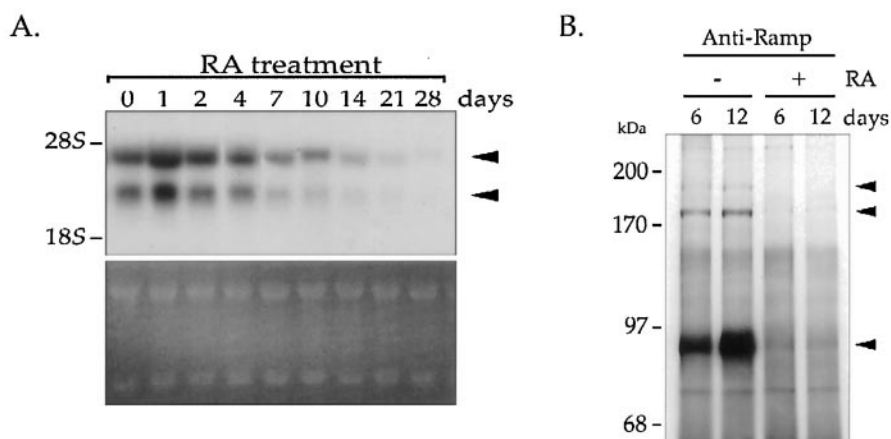 A.
RA treatment
0 1 2 4 7 10 14 21 28 days
28S
18S
B.
Anti-Ramp
- + RA
6 12 6 12 days
kDa
200
170
97
68